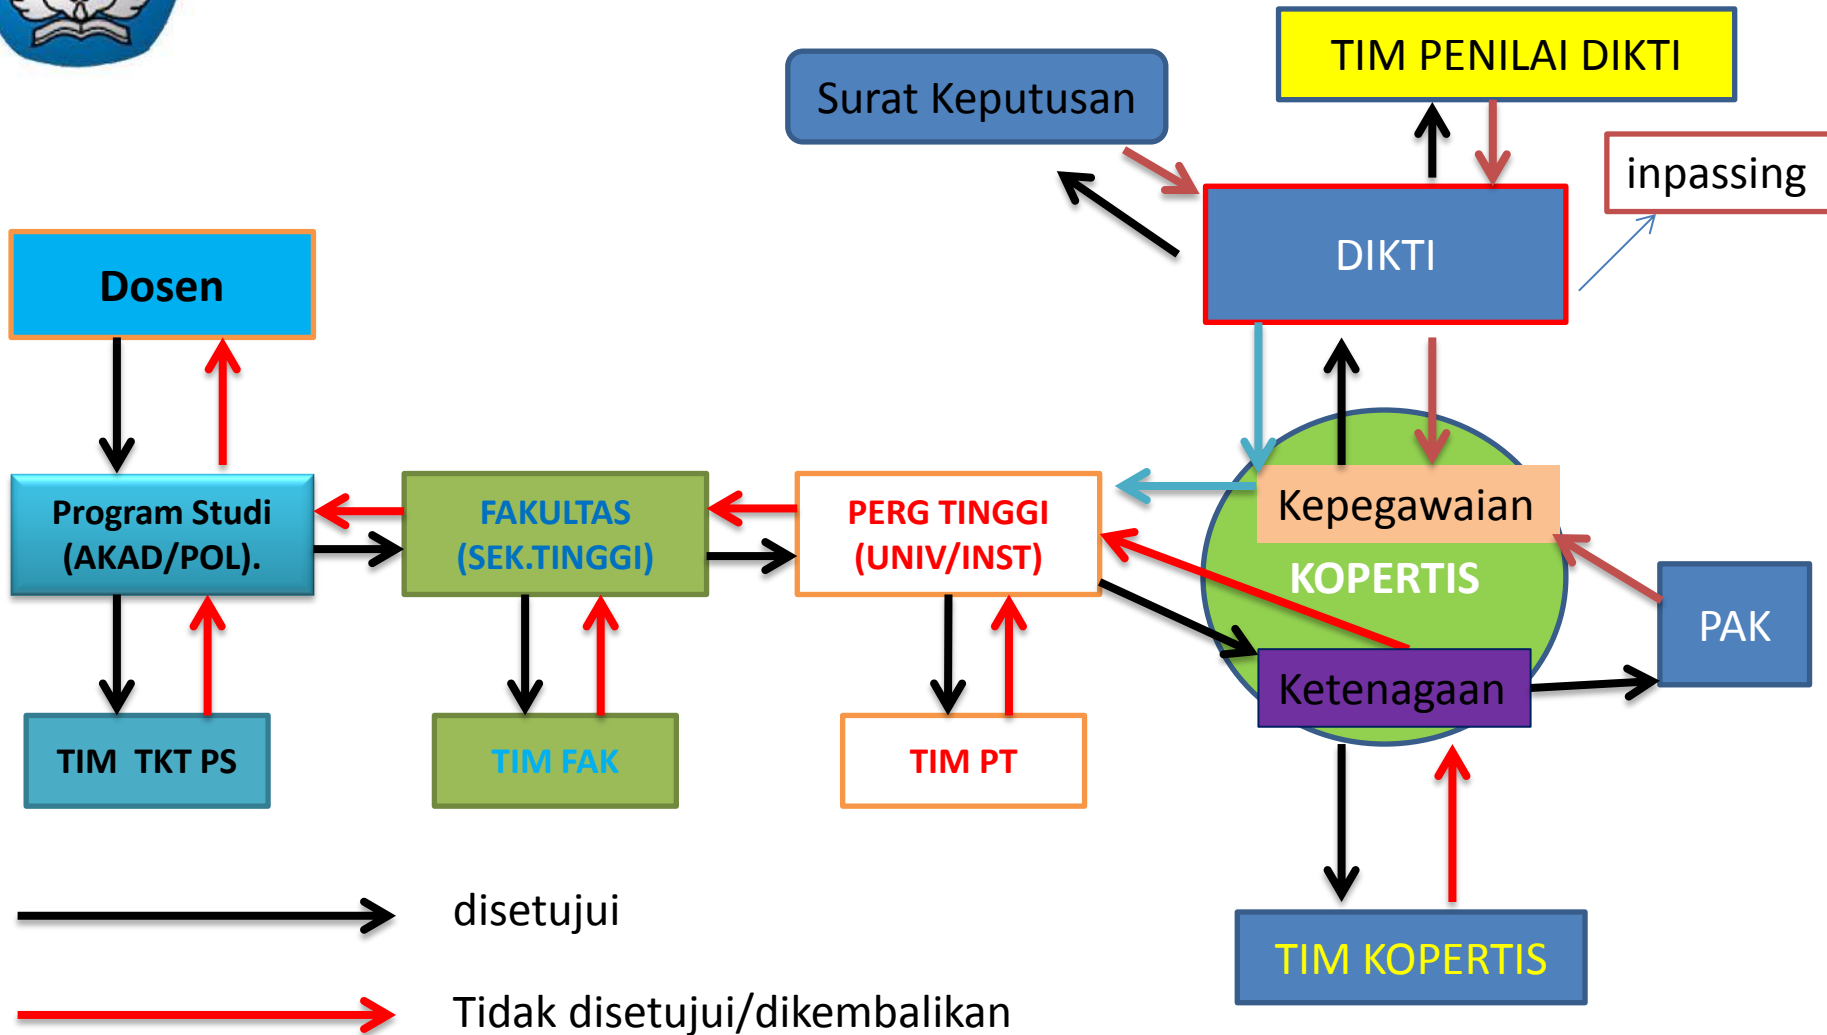 TIM PENILAI DIKTI
Surat Keputusan
inpassing
DIKTI
Dosen
Program Studi
(AKAD/POL).
FAKULTAS
(SEK.TINGGI)
PERG TINGGI
(UNIV/INST)
Kepegawaian
KOPERTIS
PAK
Ketenagaan
TIM  TKT PS
TIM FAK
TIM PT
disetujui
TIM KOPERTIS
Tidak disetujui/dikembalikan